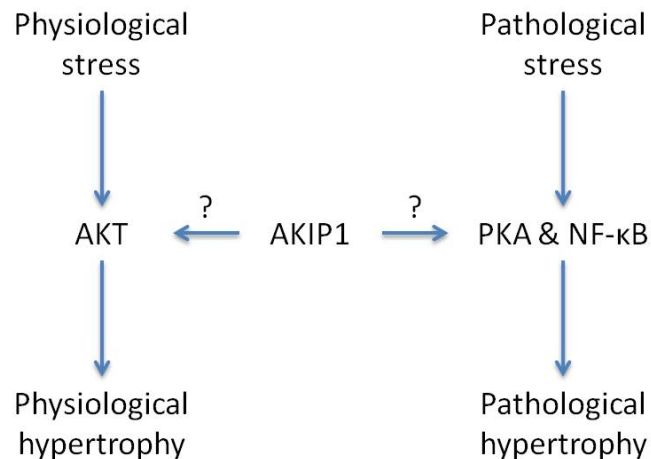 Physiological
stress
Pathological
stress
?
?
AKT
AKIP1
PKA & NF-κB
Physiological
hypertrophy
Pathological
hypertrophy